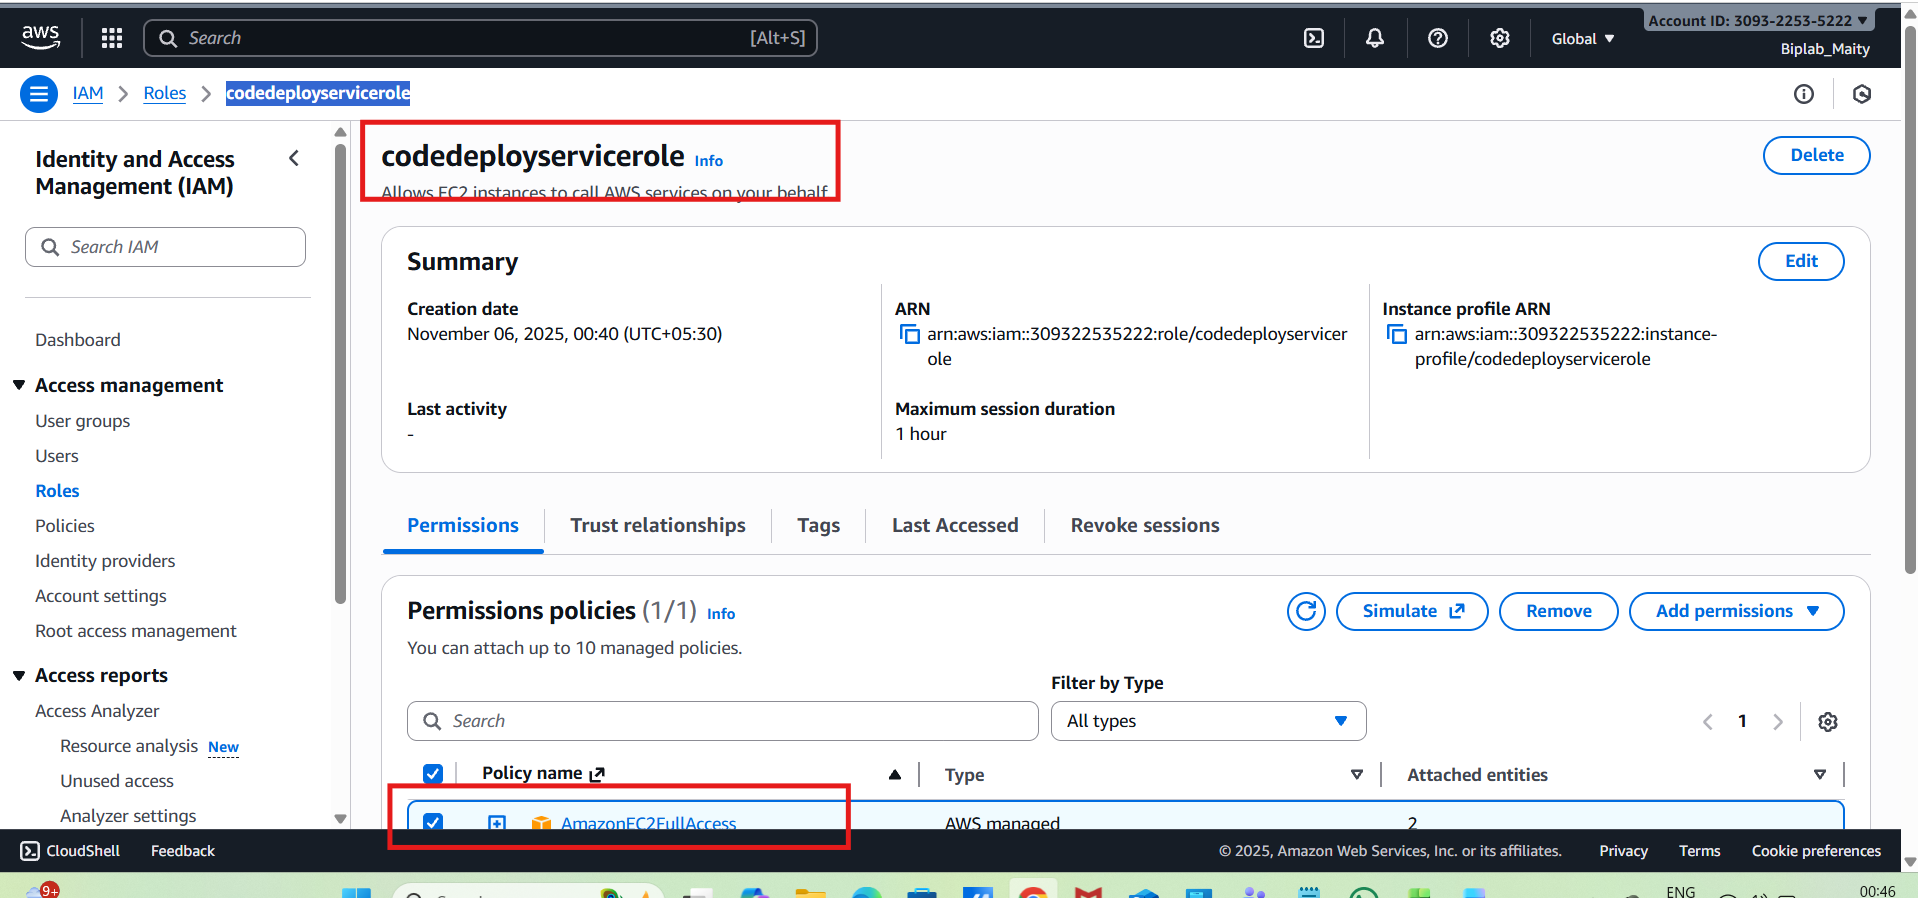 aws
Search
[Alt+S]
Global
Account ID: 3093-2253-5222
Biplab_Maity
IAM
Roles
codedeployservicerole
Identity and Access
Management (IAM)
Search IAM
Dashboard
Access management
User groups
Users
Roles
Policies
Identity providers
Account settings
Root access management
Access reports
Access Analyzer
Resource analysis New
Unused access
Analyzer settings
codedeployservicerole Info
Allows EC2 instances to call AWS services on your behalf.
Delete
Summary
Edit
Creation date
November 06, 2025, 00:40 (UTC+05:30)
Last activity
-
ARN
arn:aws:iam::309322535222:role/codedeployservicer
ole
Maximum session duration
1 hour
Instance profile ARN
arn:aws:iam::309322535222:instance-
profile/codedeployservicerole
Permissions
Trust relationships
Tags
Last Accessed
Revoke sessions
Permissions policies (1/1) Info
You can attach up to 10 managed policies.
Simulate
Remove
Add permissions
Filter by Type
Search
All types
1
Policy name
Type
Attached entities
AmazonEC2FullAccess
AWS managed
2
CloudShell
Feedback
© 2025, Amazon Web Services, Inc. or its affiliates.
Privacy
Terms
Cookie preferences
9+
ENG
00:46